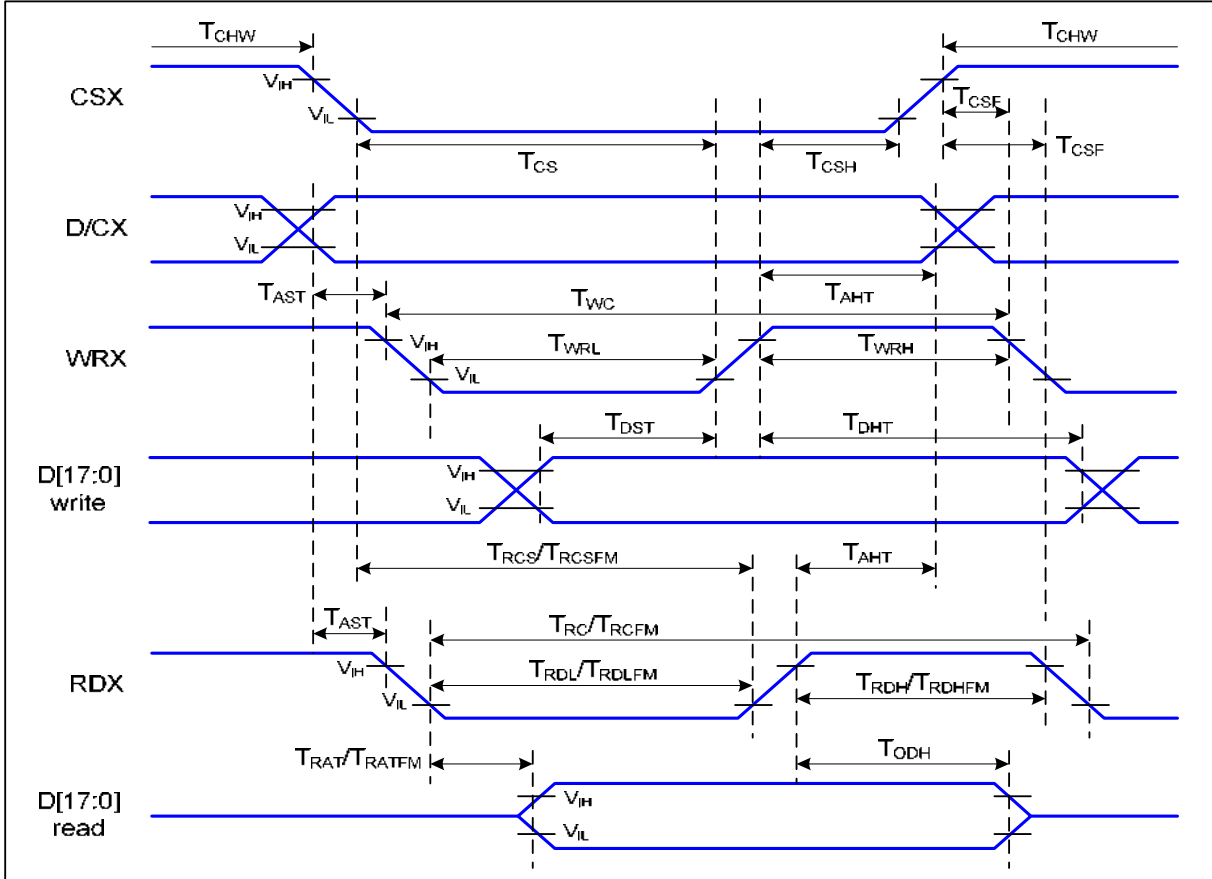 TCHW TCHW
CSX
VIH
VIL
TCSF
TCSF
TCS TCSH
D/CX
VIH
VIL
TAST TWC TAHT
WRX
VIH
VIL
TWRL TWRH
TDST TDHT
D[17:0]
write
VIH
VIL
TRCS/TRCSFM TAHT
TAST TRC/TRCFM
RDX
VIH
VIL
TRDL/TRDLFM TRDH/TRDHFM
TRAT/TRATFM TODH
D[17:0]
read
VIH
VIL